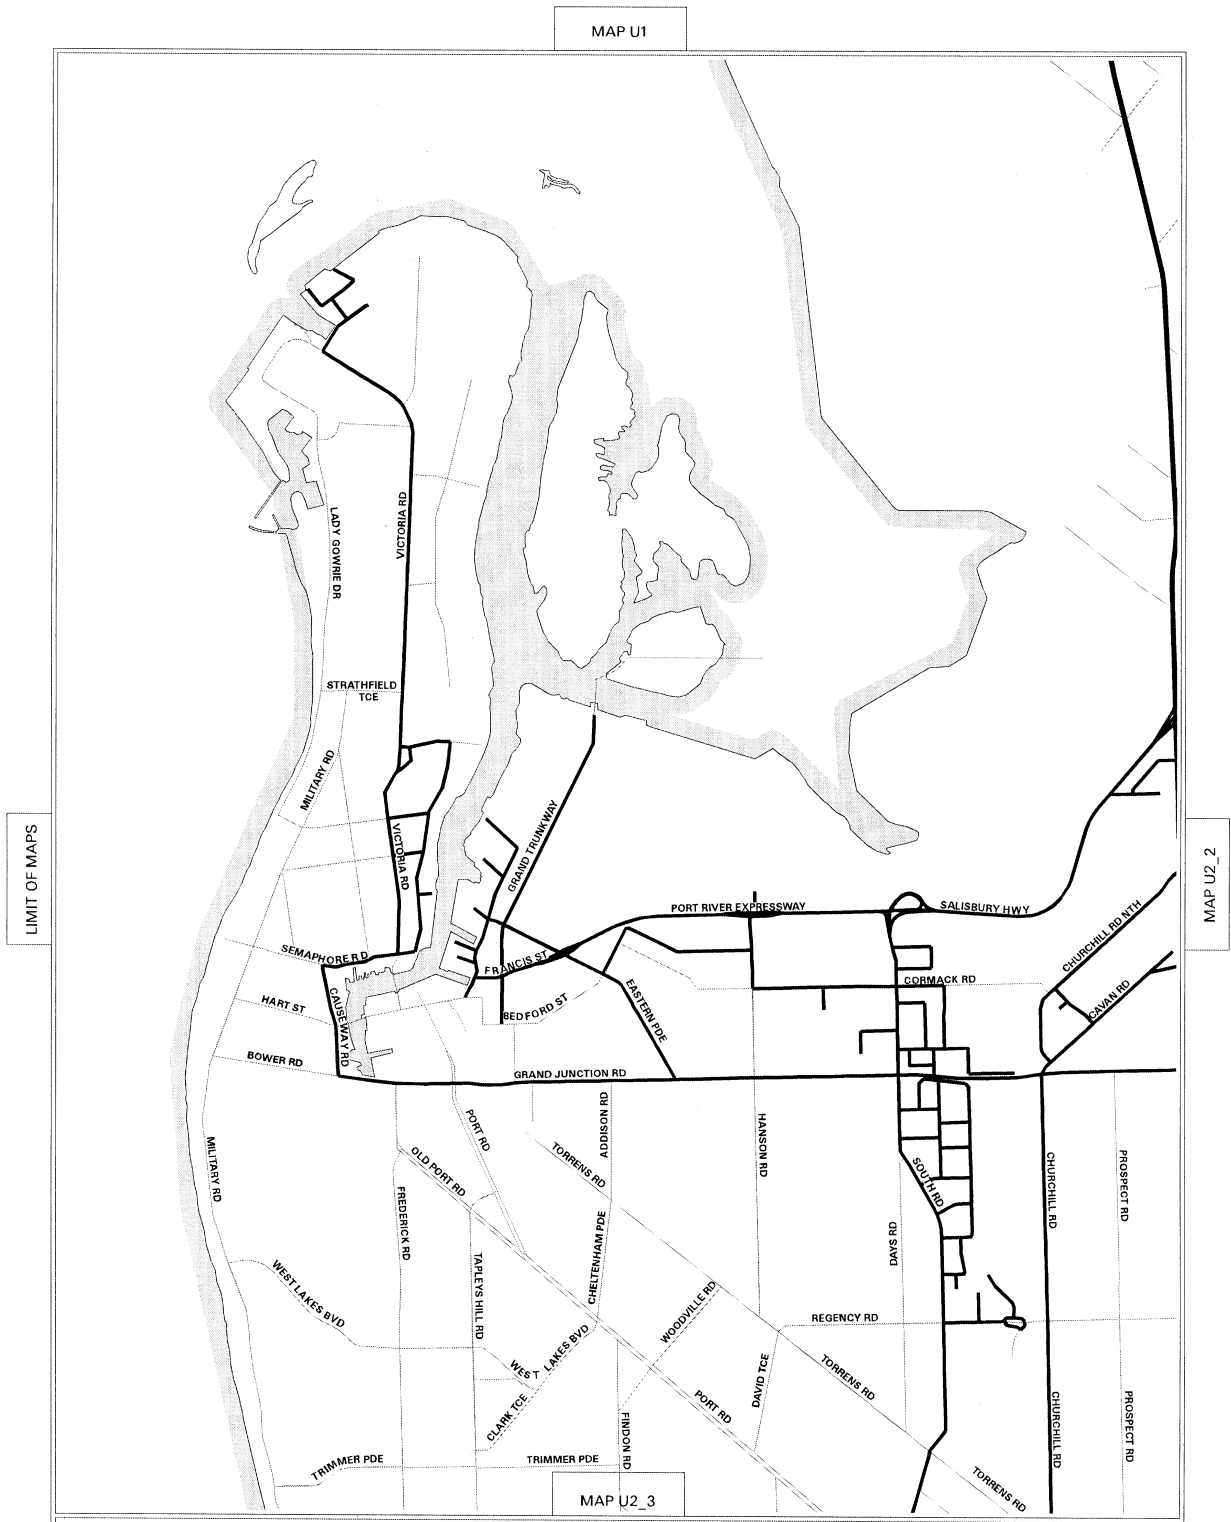 MAP U1
LADY GOWRIE DR
VICTORIA RD
STRATHFIELD
TCE
MILITARY RD
VICTORIA RD
GRAND TRUNKWAY
LIMIT OF MAPS
MAP U2_2
PORT RIVER EXPRESSWAY
SALISBURY HWY
CHURCHILL RD NTH
SEMAPHORE RD
FRANCIS ST
CORMACK RD
CAVAN RD
HART ST
CAUSEWAY RD
BEDFORD ST
EASTERN PDE
BOWER RD
GRAND JUNCTION RD
MILITARY RD
PORT RD
OLD PORT RD
ADDISON RD
TORRENS RD
HANSON RD
SOUTH RD
CHURCHILL RD
PROSPECT RD
FREDERICK RD
TAPLEYS HILL RD
CHELTENHAM PDE
DAYS RD
WEST LAKES BVD
WOODVILLE RD
REGENCY RD
WEST LAKES BVD
CLARK TCE
DAVID TCE
TORRENS RD
PORT RD
FINDON RD
CHURCHILL RD
PROSPECT RD
TRIMMER PDE
TRIMMER PDE
TORRENS RD
MAP U2_3